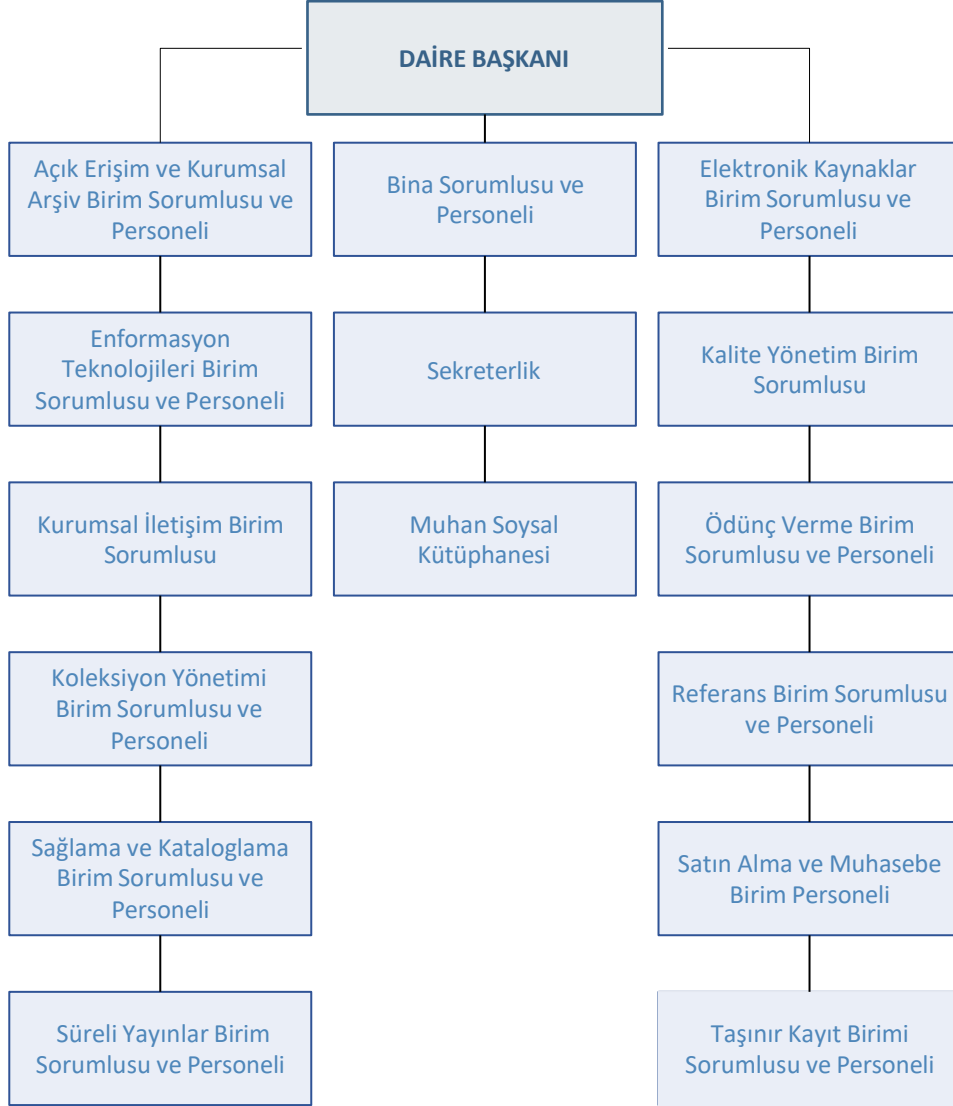 DAİRE BAŞKANI
Açık Erişim ve Kurumsal
Arşiv Birim Sorumlusu ve
Personeli
Bina Sorumlusu ve
Personeli
Elektronik Kaynaklar
Birim Sorumlusu ve
Personeli
Enformasyon
Teknolojileri Birim
Sorumlusu ve Personeli
Sekreterlik
Kalite Yönetim Birim
Sorumlusu
Kurumsal İletişim Birim
Sorumlusu
Muhan Soysal
Kütüphanesi
Ödünç Verme Birim
Sorumlusu ve Personeli
Koleksiyon Yönetimi
Birim Sorumlusu ve
Personeli
Referans Birim Sorumlusu
ve Personeli
Sağlama ve Kataloglama
Birim Sorumlusu ve
Personeli
Satın Alma ve Muhasebe
Birim Personeli
Süreli Yayınlar Birim
Sorumlusu ve Personeli
Taşınır Kayıt Birimi
Sorumlusu ve Personeli